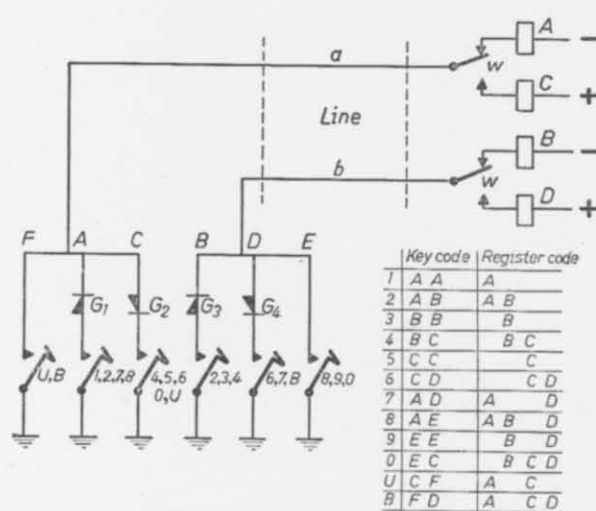 A −
a
w
C +
Line
B −
b
w
D +
F A C B D E
G1 G2 G3 G4
U,B 1,2,7,8 4,5,6 0,U 2,3,4 6,7,B 8,9,0
Key code Register code
1 A A A
2 A B A B
3 B B B
4 B C B C
5 C C C
6 C D C D
7 A D A D
8 A E A B D
9 E E B D
0 E C B C D
U C F A C
B F D A C D